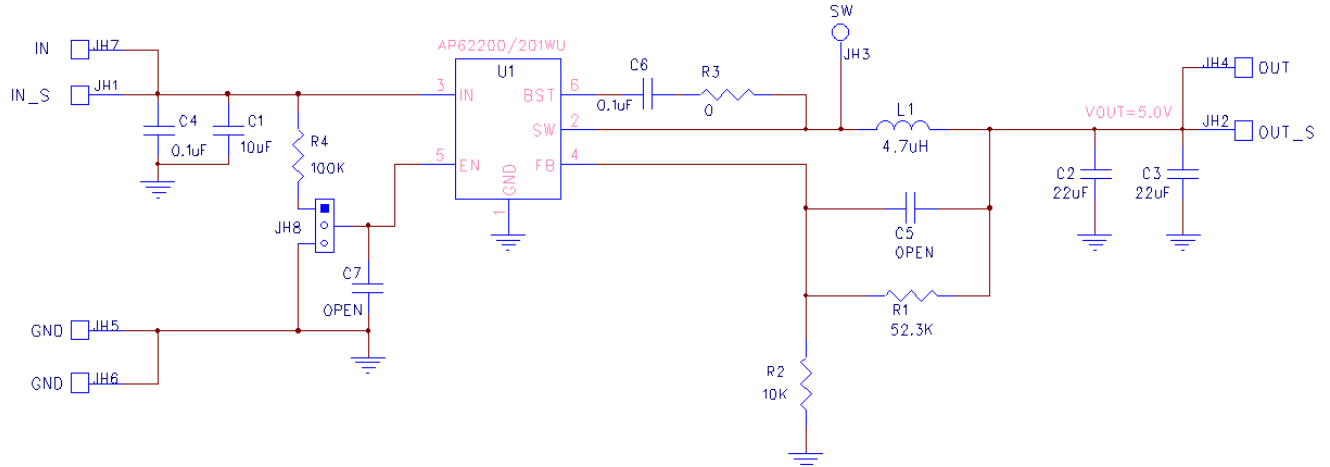 SW
IN
JH7
AP62200/201WU
JH3
JH4
OUT
U1
C6
R3
IN_S
JH1
3
IN
BST
6
0.1uF
0
L1
VOUT=5.0V
C4
0.1uF
C1
10uF
SW
2
4.7uH
JH2
OUT_S
R4
100K
5
EN
FB
4
C2
22uF
C3
22uF
GND
1
JH8
C5
OPEN
C7
OPEN
R1
52.3K
GND
JH5
R2
10K
GND
JH6